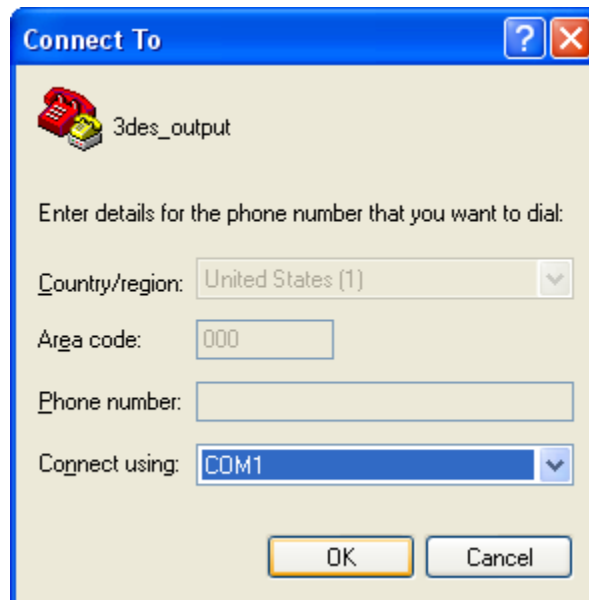 Connect To
3des_output
Enter details for the phone number that you want to dial:
Country/region: United States (1)
Area code: 000
Phone number:
Connect using: COM1
OK Cancel